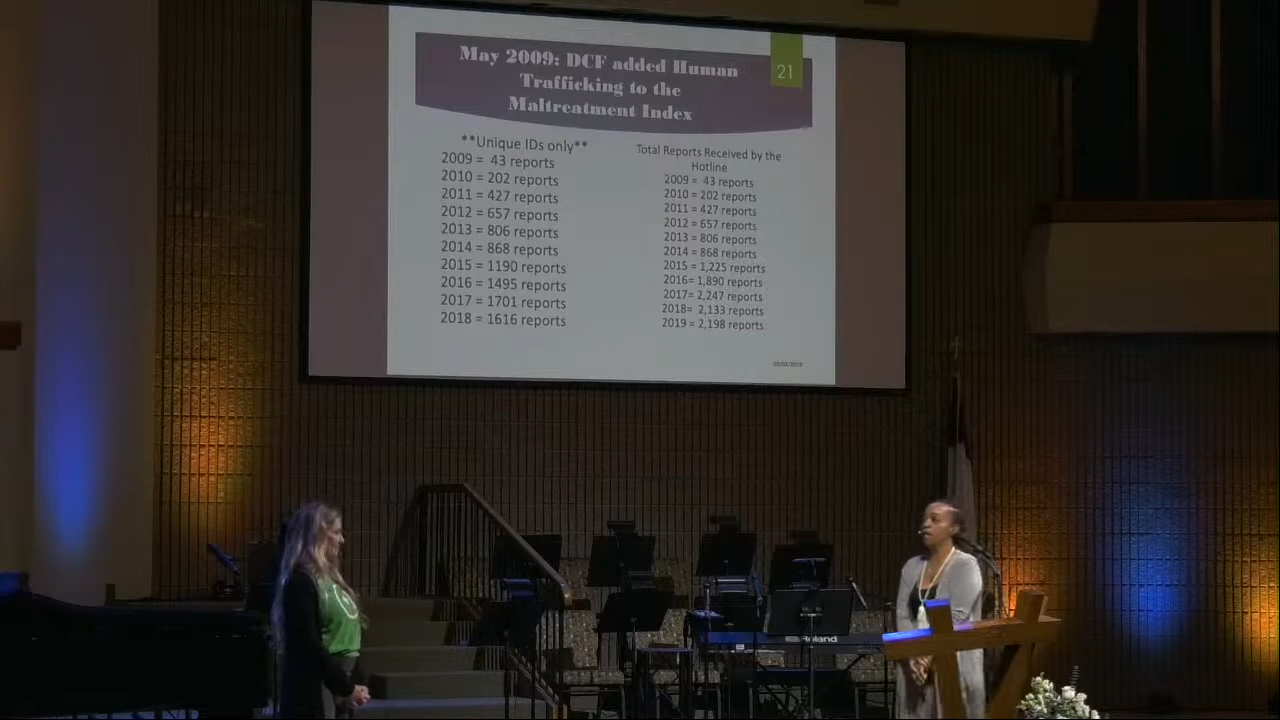 May 2009: DCF added Human
Trafficking to the
Maltreatment Index
21
**Unique IDs only**
2009 = 43 reports
2010 = 202 reports
2011 = 427 reports
2012 = 657 reports
2013 = 806 reports
2014 = 868 reports
2015 = 1190 reports
2016 = 1495 reports
2017 = 1701 reports
2018 = 1616 reports
Total Reports Received by the
Hotline
2009 = 43 reports
2010 = 202 reports
2011 = 427 reports
2012 = 657 reports
2013 = 806 reports
2014 = 868 reports
2015 = 1,225 reports
2016= 1,890 reports
2017= 2,247 reports
2018= 2,133 reports
2019 = 2,198 reports
Roland